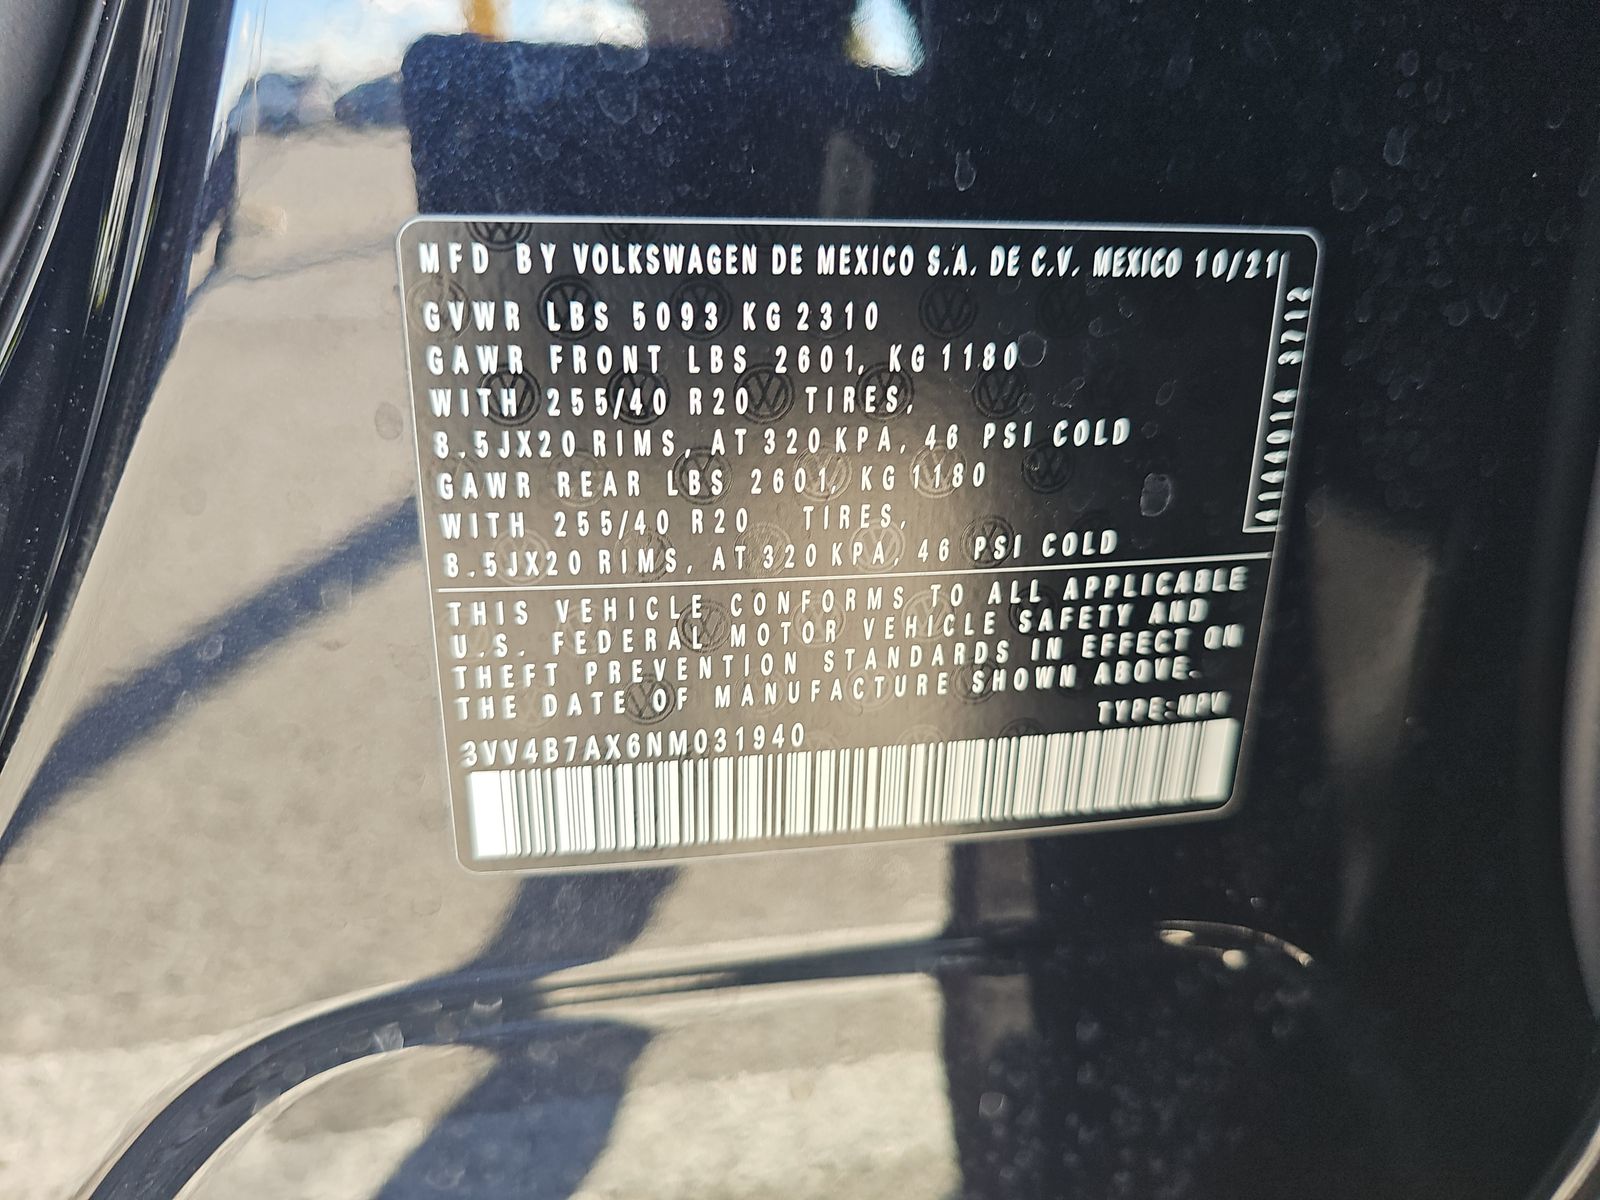 MFD BY VOLKSWAGEN DE MEXICO S.A. DE C.V. MEXICO 10/21
GVWR LBS 5093 KG 2310
GAWR FRONT LBS 2601, KG 1180
WITH 255/40 R20 TIRES,
8.5JX20 RIMS, AT 320 KPA, 46 PSI COLD
GAWR REAR LBS 2601, KG 1180
WITH 255/40 R20 TIRES,
8.5JX20 RIMS, AT 320 KPA, 46 PSI COLD
THIS VEHICLE CONFORMS TO ALL APPLICABLE
U.S. FEDERAL MOTOR VEHICLE SAFETY AND
THEFT PREVENTION STANDARDS IN EFFECT ON
THE DATE OF MANUFACTURE SHOWN ABOVE.
TYPE: MPV
3VV4B7AX6NM031940